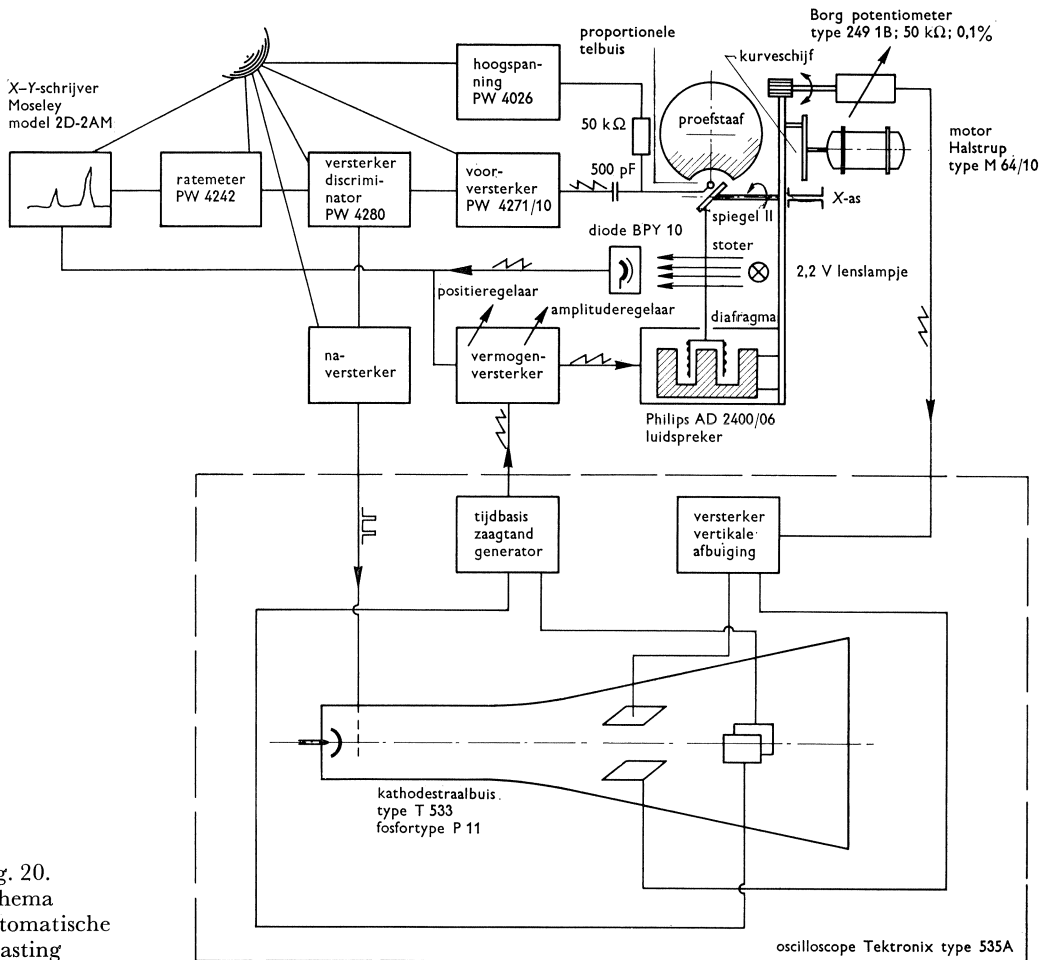 Borg potentiometer
type 249 1B; 50 kΩ; 0,1%
proportionele
telbuis
kurveschijf
X–Y-schrijver
Moseley
model 2D-2AM
hoogspan-
ning
PW 4026
50 kΩ
proefstaaf
motor
Halstrup
type M 64/10
ratemeter
PW 4242
versterker
discrimi-
nator
PW 4280
voor-
versterker
PW 4271/10
500 pF
spiegel II
X-as
diode BPY 10
stoter
2,2 V lenslampje
positieregelaar
amplituderegelaar
diafragma
na-
versterker
vermogen-
versterker
Philips AD 2400/06
luidspreker
tijdbasis
zaagtand
generator
versterker
vertikale
afbuiging
kathodestraalbuis
type T 533
fosfortype P 11
g. 20.
hema
tomatische
asting
oscilloscope Tektronix type 535A